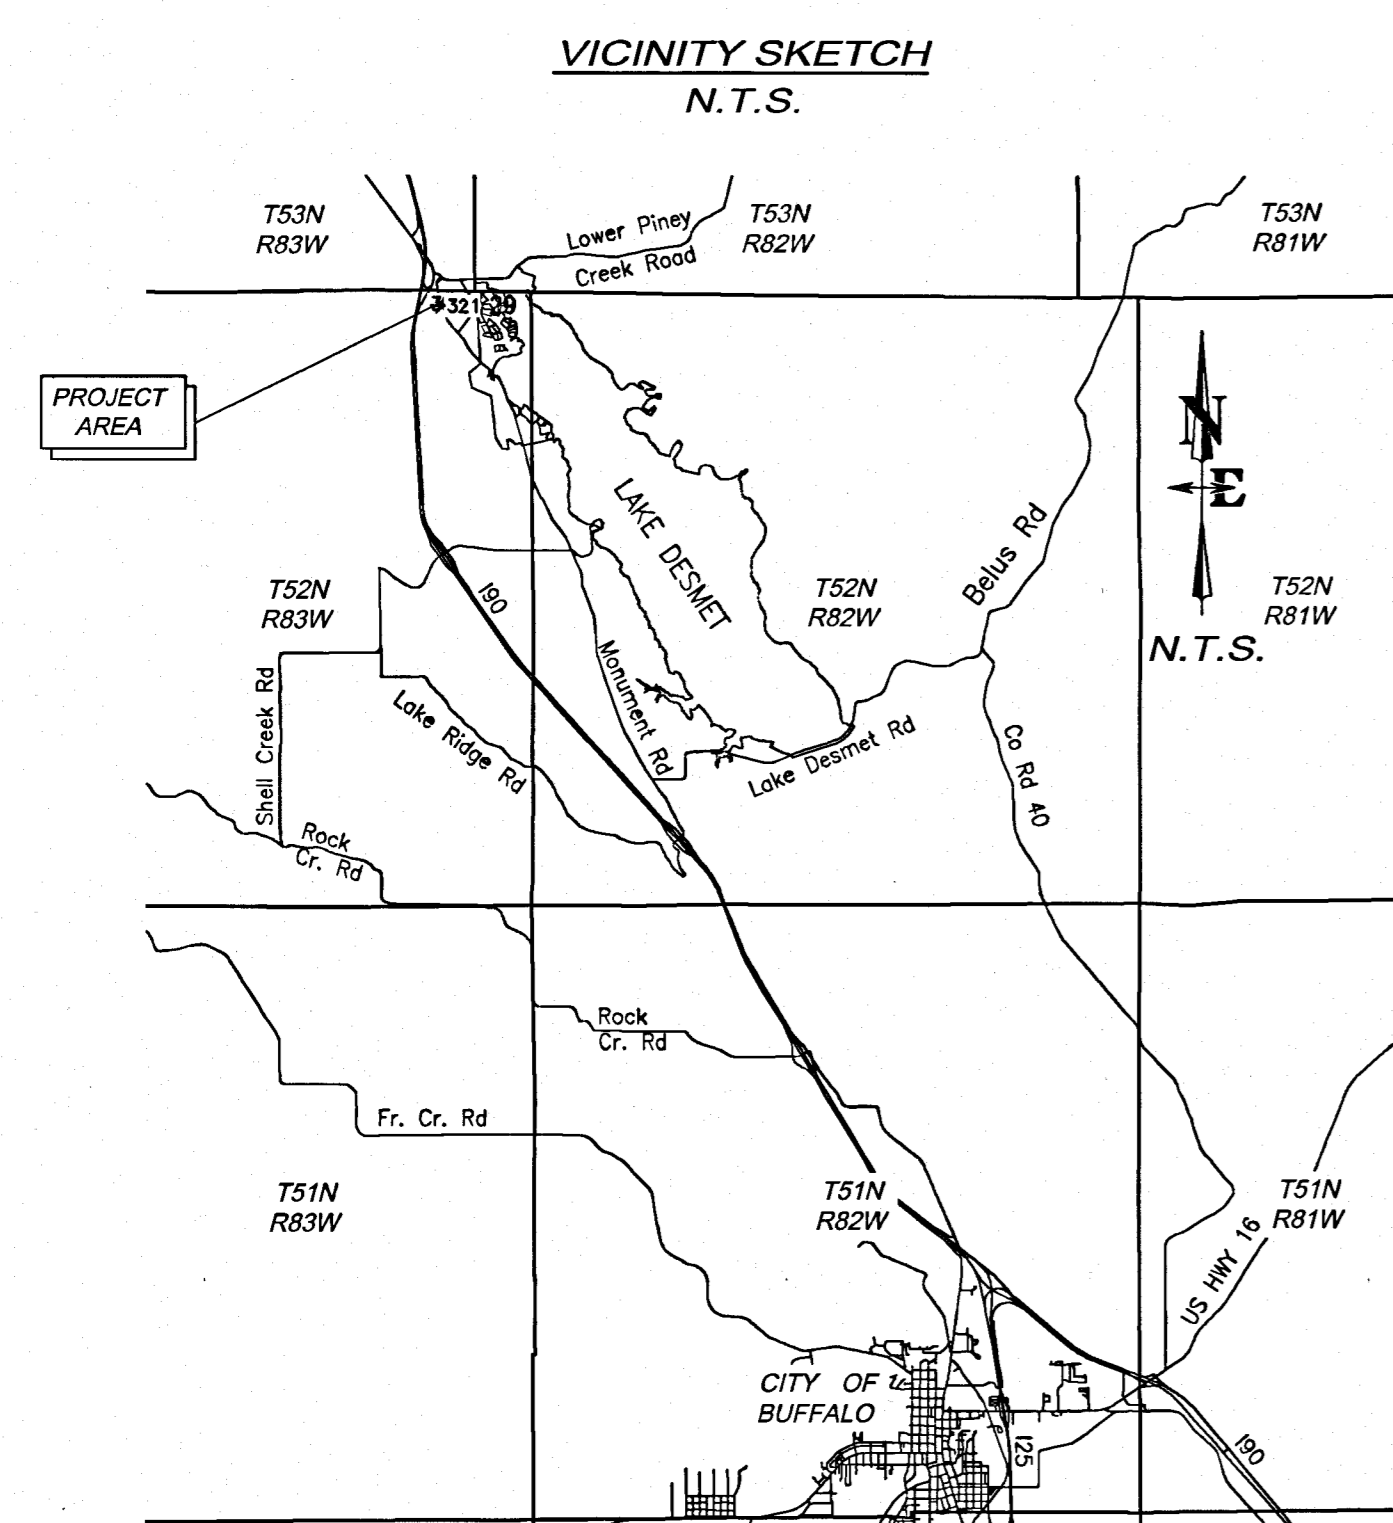 VICINITY SKETCH
N.T.S.
T53N
R83W
Lower Piney
Creek Road
T53N
R82W
T53N
R81W
321
PROJECT
AREA
N
E
N.T.S.
LAKE DESMET
Belus Rd
T52N
R83W
I90
T52N
R82W
T52N
R81W
Monument Rd
Shell Creek Rd
Lake Ridge Rd
Lake Desmet Rd
Co Rd 40
Rock
Cr. Rd
Rock
Cr. Rd
Fr. Cr. Rd
T51N
R83W
T51N
R82W
T51N
R81W
US HWY 16
CITY OF
BUFFALO
I25
I90